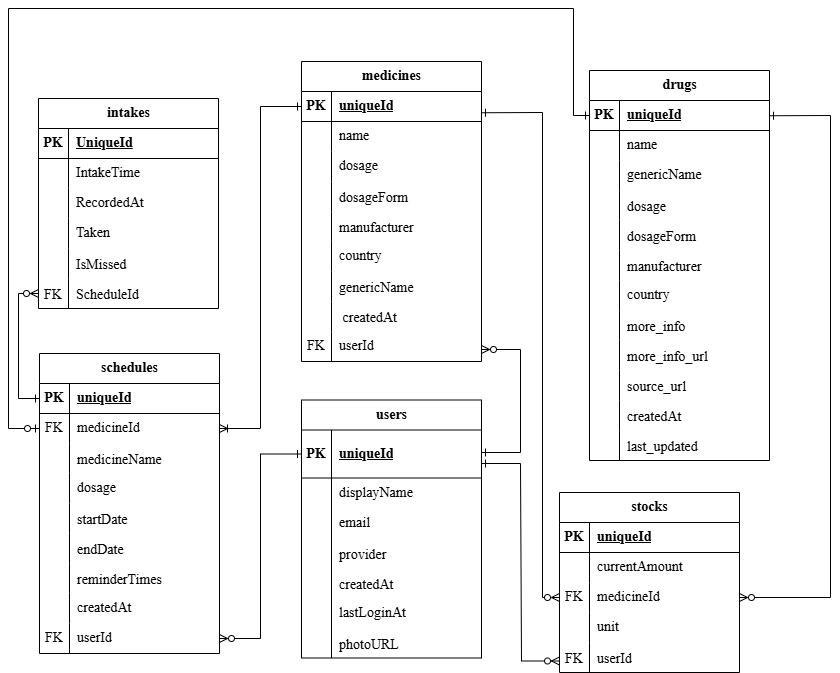 intakes
PK UniqueId
IntakeTime
RecordedAt
Taken
IsMissed
FK ScheduleId
schedules
PK uniqueId
FK medicineId
medicineName
dosage
startDate
endDate
reminderTimes
createdAt
FK userId
medicines
PK uniqueId
name
dosage
dosageForm
manufacturer
country
genericName
createdAt
FK userId
users
PK uniqueId
displayName
email
provider
createdAt
lastLoginAt
photoURL
drugs
PK uniqueId
name
genericName
dosage
dosageForm
manufacturer
country
more_info
more_info_url
source_url
createdAt
last_updated
stocks
PK uniqueId
currentAmount
FK medicineId
unit
FK userId